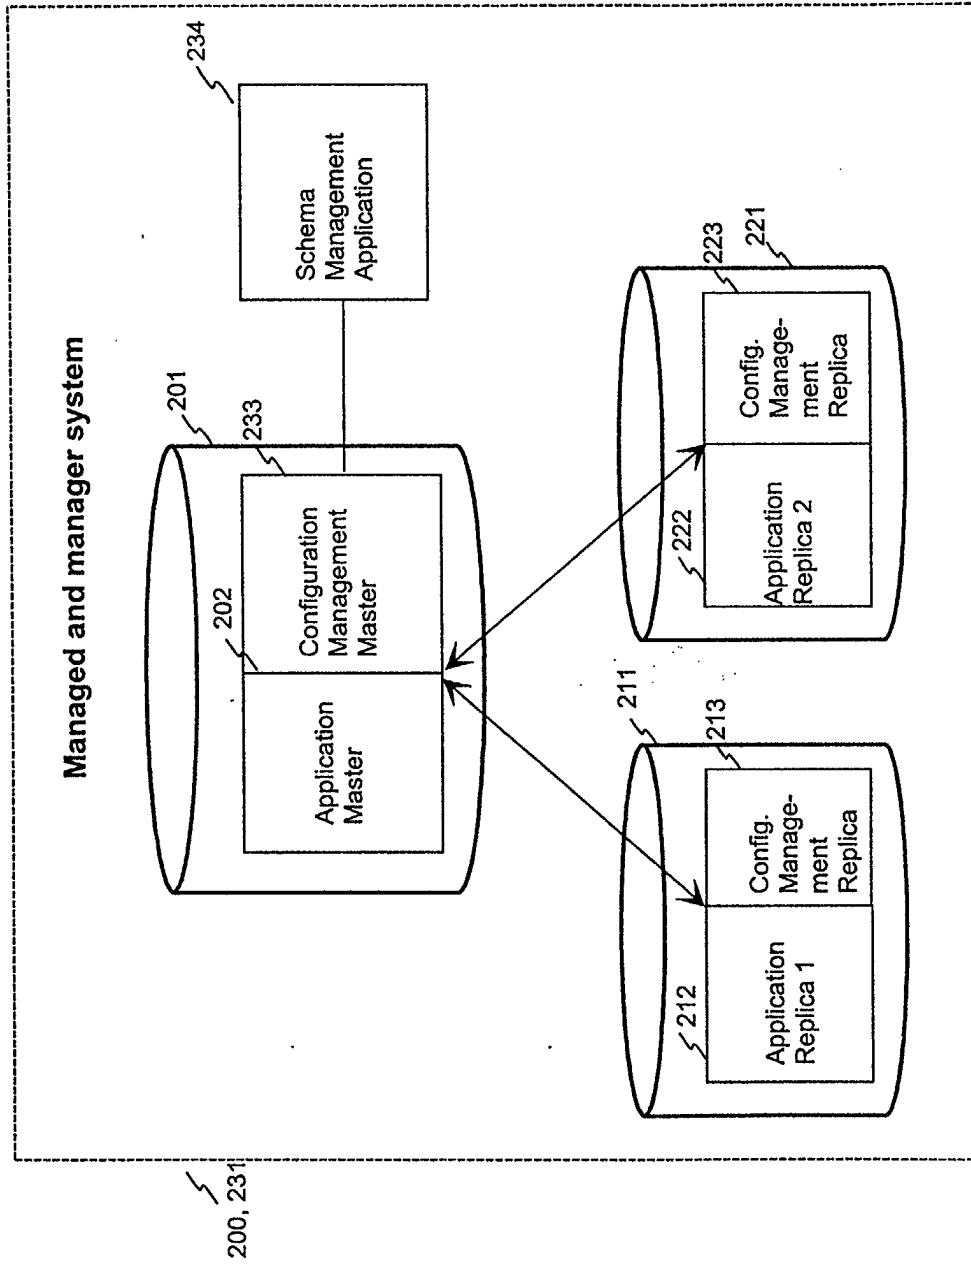 Managed and manager system
200, 231
201
202
233
234
Application
Master
Configuration
Management
Master
Schema
Management
Application
211
212
213
Application
Replica 1
Config.
Manage-
ment
Replica
221
222
223
Application
Replica 2
Config.
Manage-
ment
Replica